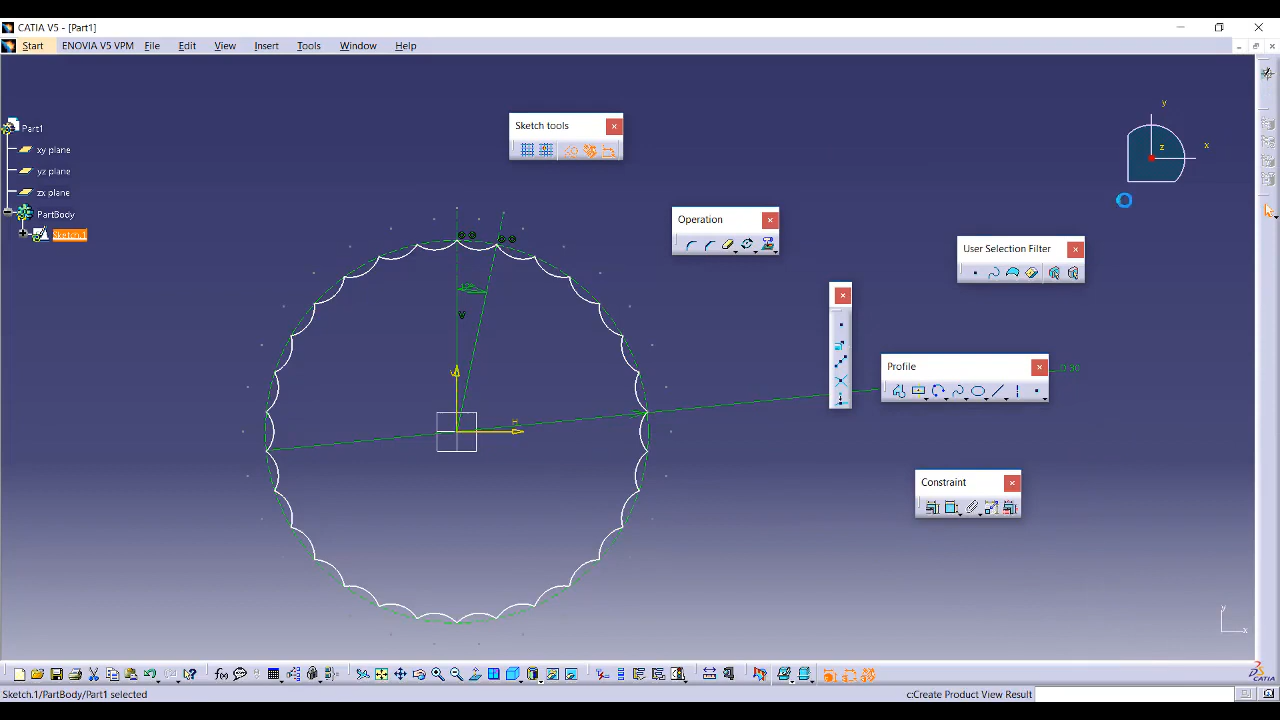 CATIA V5 - [Part1]
Start ENOVIA V5 VPM File Edit View Insert Tools Window Help
y
x
z
Part1
xy plane
yz plane
zx plane
PartBody
Sketch.1
Sketch tools
Operation
User Selection Filter
Profile
Constraint
V
H
D 30
y
x
CATIA
Sketch.1/PartBody/Part1 selected
c:Create Product View Result